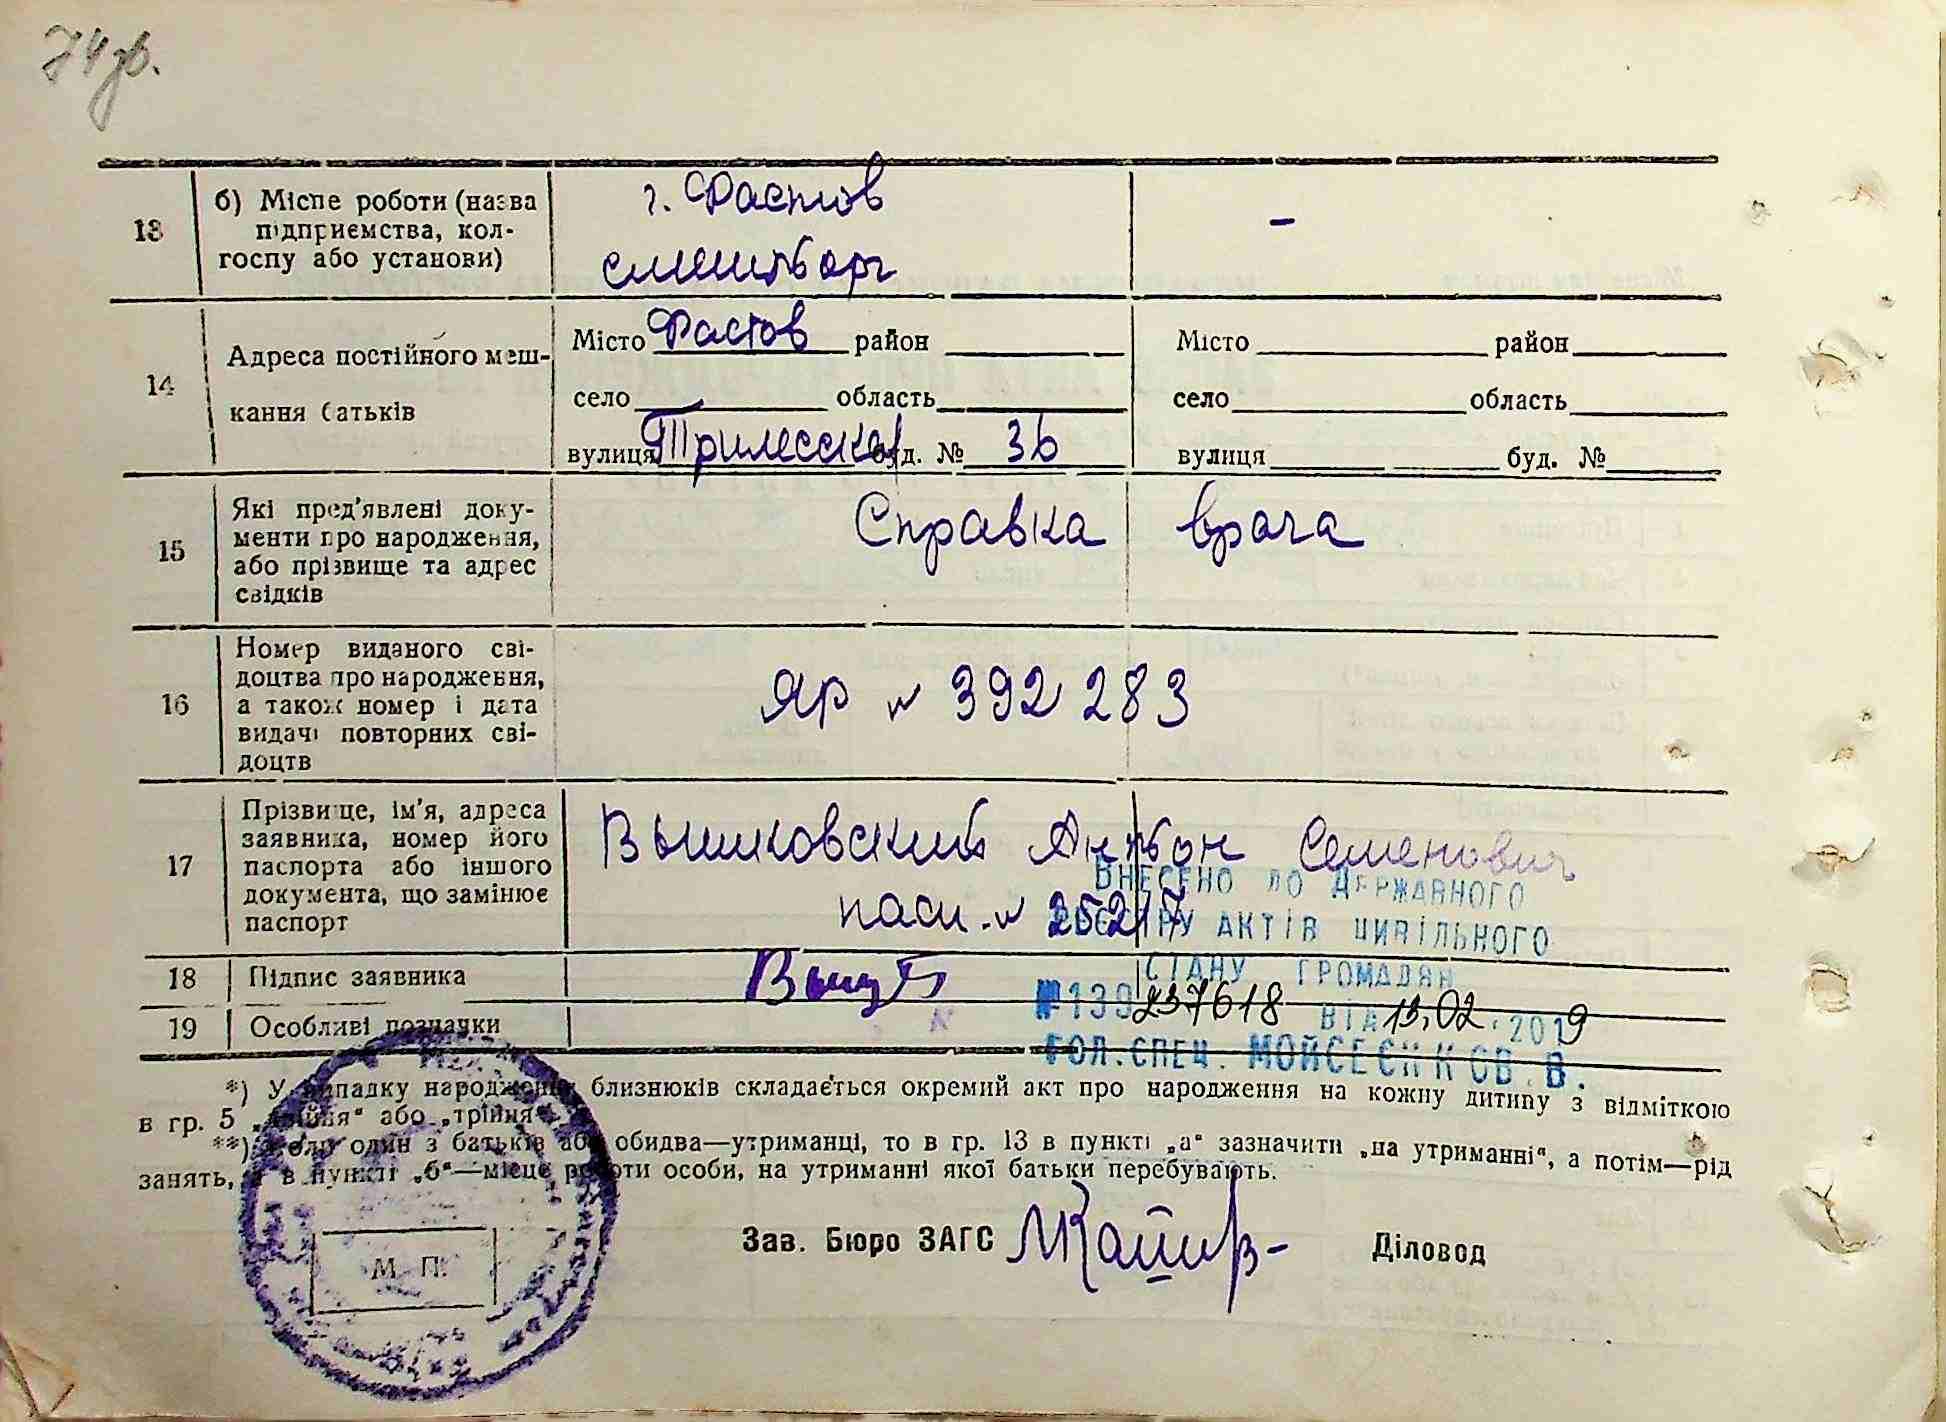 74 зв.
13 б) Місце роботи (назва підприємства, колгоспу або установи) г. Фастов -
14 Адреса постійного мешкання батьків
Місто Фастов район Місто район
село область село область
вулиця буд. № 36 вулиця буд. №
15 Які пред'явлені документи про народження, або прізвище та адрес свідків Справка врача
16 Номер виданого свідоцтва про народження, а також номер і дата видачі повторних свідоцтв ЯР № 392283
17 Прізвище, ім'я, адреса заявника, номер його паспорта або іншого документа, що замінює паспорт Вышковский Антон Семенович
ВНЕСЕНО ДО ДЕРЖАВНОГО
РЕЄСТРУ АКТІВ ЦИВІЛЬНОГО
СТАНУ ГРОМАДЯН
18 Підпис заявника
№139 237618 ВІД 13.02.2019
19 Особливі позначки
ГОЛ.СПЕЦ. МОЙСЕЄНКО В.В.
*) У випадку народження близнюків складається окремий акт про народження на кожну дитину з відміткою
в гр. 5 „двійня“ або „трійня“.
**) Коли один з батьків або обидва—утриманці, то в гр. 13 в пункті „а“ зазначити „на утриманні“, а потім—рід
занять, а в пункті „б“—місце роботи особи, на утриманні якої батьки перебувають.
Зав. Бюро ЗАГС Діловод
М. П.